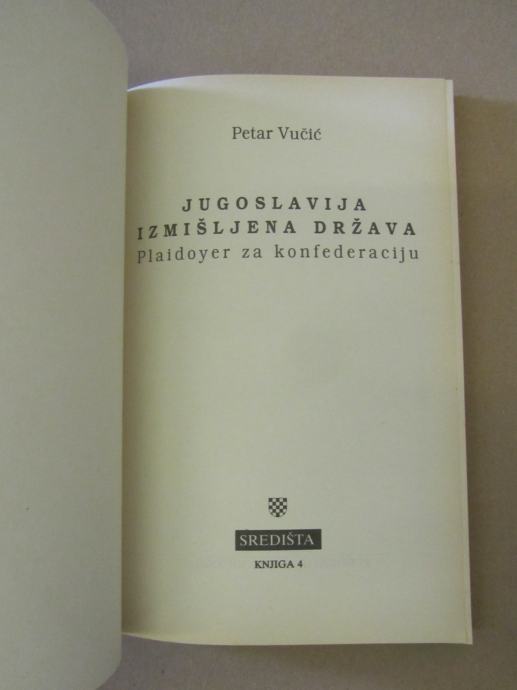 Petar Vučić
JUGOSLAVIJA
IZMIŠLJENA DRŽAVA
Plaidoyer za konfederaciju
SREDIŠTA
KNJIGA 4